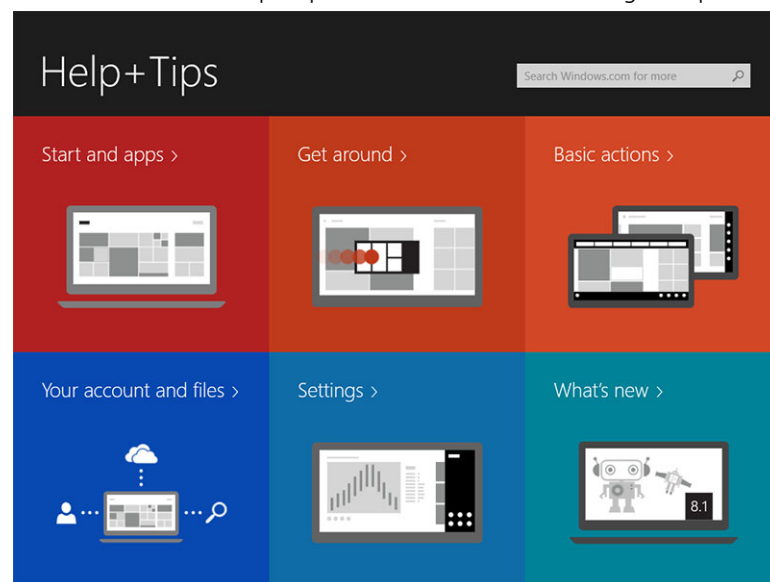 Help+Tips
Search Windows.com for more
Start and apps >
Get around >
Basic actions >
Your account and files >
Settings >
What's new >
8.1